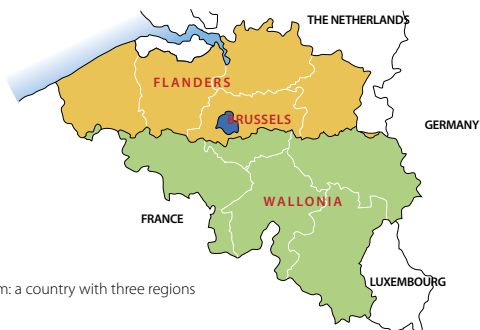 THE NETHERLANDS
FLANDERS
BRUSSELS
GERMANY
WALLONIA
FRANCE
LUXEMBOURG
a country with three regions